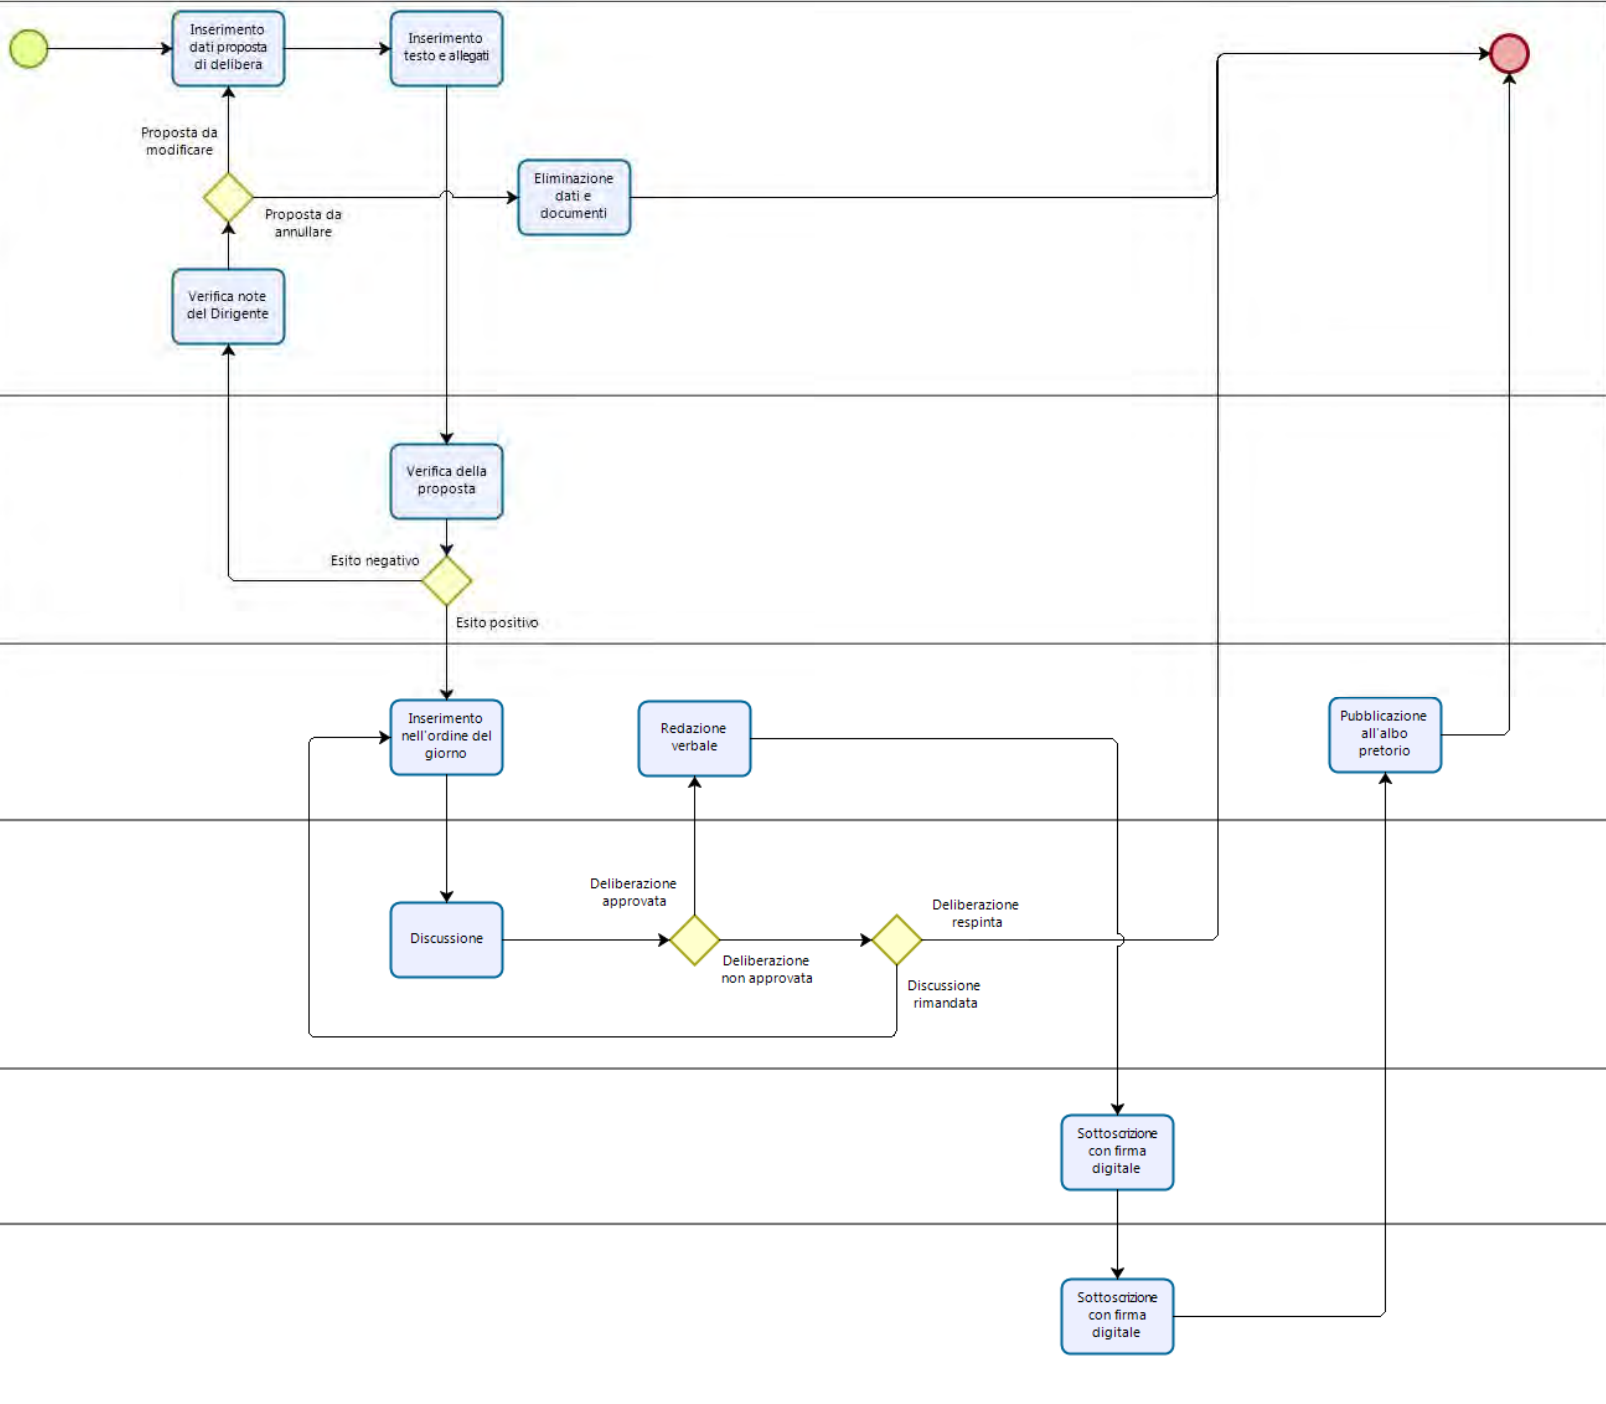 Inserimento
dati proposta
di delibera
Inserimento
testo e allegati
Proposta da
modificare
Eliminazione
dati e
documenti
Proposta da
annullare
Verifica note
del Dirigente
Verifica della
proposta
Esito negativo
Esito positivo
Inserimento
nell'ordine del
giorno
Redazione
verbale
Pubblicazione
all'albo
pretorio
Deliberazione
approvata
Deliberazione
respinta
Discussione
Deliberazione
non approvata
Discussione
rimandata
Sottoscrizione
con firma
digitale
Sottoscrizione
con firma
digitale